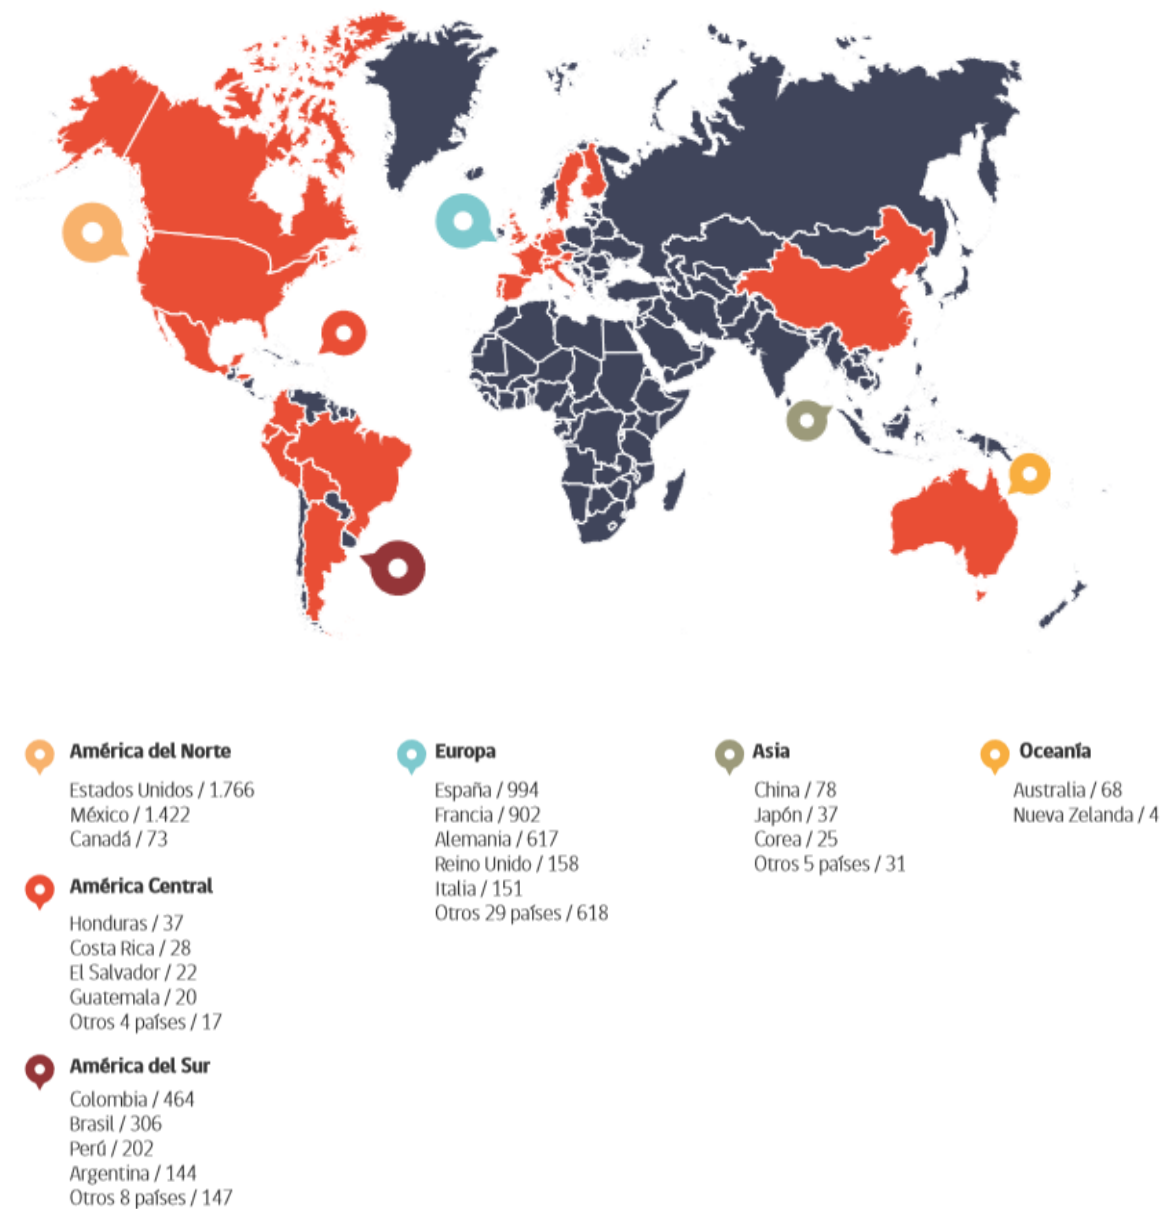 América del Norte
Estados Unidos / 1.766
México / 1.422
Canadá / 73
América Central
Honduras / 37
Costa Rica / 28
El Salvador / 22
Guatemala / 20
Otros 4 países / 17
América del Sur
Colombia / 464
Brasil / 306
Perú / 202
Argentina / 144
Otros 8 países / 147
Europa
España / 994
Francia / 902
Alemania / 617
Reino Unido / 158
Italia / 151
Otros 29 países / 618
Asia
China / 78
Japón / 37
Corea / 25
Otros 5 países / 31
Oceanía
Australia / 68
Nueva Zelanda / 4